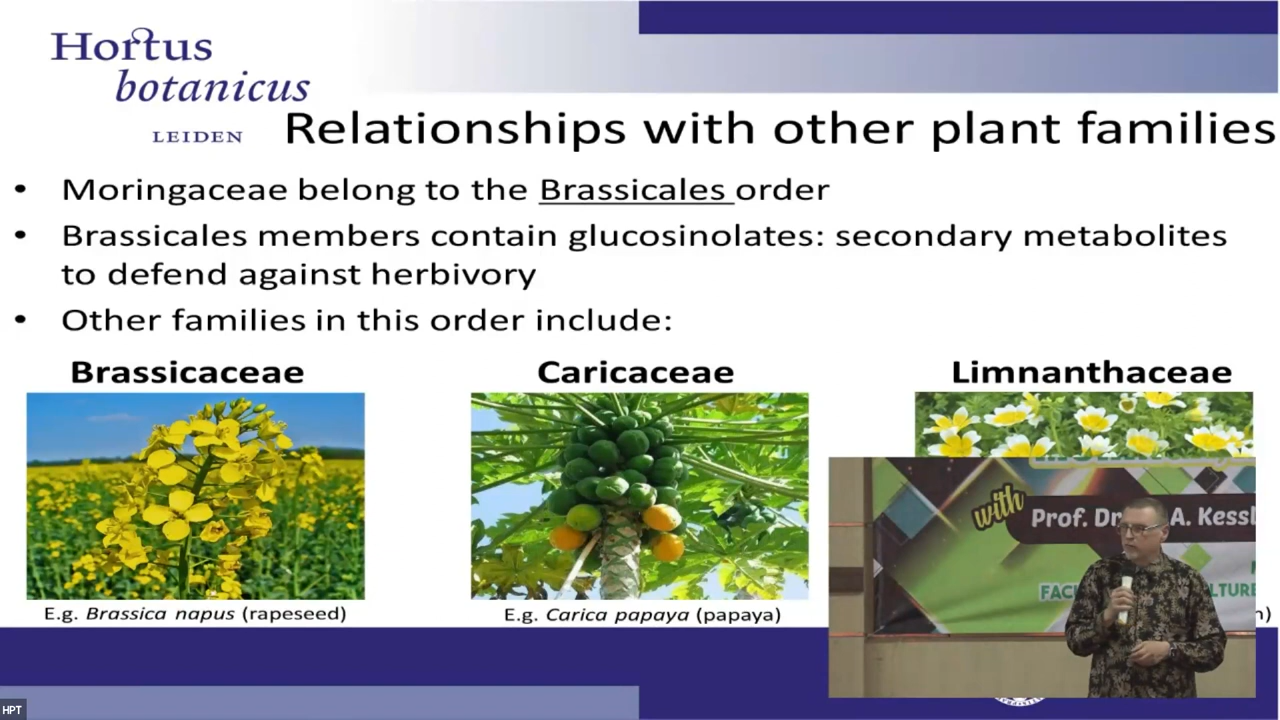 Hortus
botanicus
LEIDEN
Relationships with other plant families
• Moringaceae belong to the Brassicales order
• Brassicales members contain glucosinolates: secondary metabolites
to defend against herbivory
• Other families in this order include:
Brassicaceae
Caricaceae
Limnanthaceae
E.g. Brassica napus (rapeseed)
E.g. Carica papaya (papaya)
with
Prof. Dr. A. Kessl
HPT